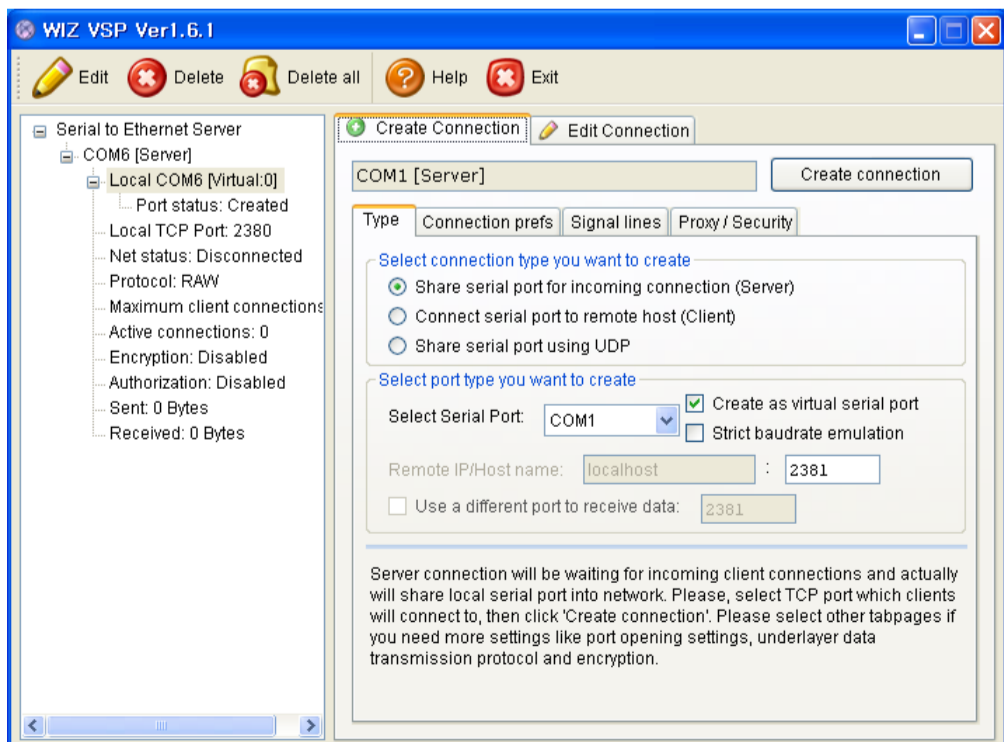 WIZ VSP Ver1.6.1
Edit Delete Delete all Help Exit
Serial to Ethernet Server
COM6 [Server]
Local COM6 [Virtual:0]
Port status: Created
Local TCP Port: 2380
Net status: Disconnected
Protocol: RAW
Maximum client connections
Active connections: 0
Encryption: Disabled
Authorization: Disabled
Sent: 0 Bytes
Received: 0 Bytes
Create Connection Edit Connection
COM1 [Server] Create connection
Type Connection prefs Signal lines Proxy / Security
Select connection type you want to create
Share serial port for incoming connection (Server)
Connect serial port to remote host (Client)
Share serial port using UDP
Select port type you want to create
Select Serial Port: COM1 Create as virtual serial port
Strict baudrate emulation
Remote IP/Host name: localhost : 2381
Use a different port to receive data: 2381
Server connection will be waiting for incoming client connections and actually
will share local serial port into network. Please, select TCP port which clients
will connect to, then click 'Create connection'. Please select other tabpages if
you need more settings like port opening settings, underlayer data
transmission protocol and encryption.